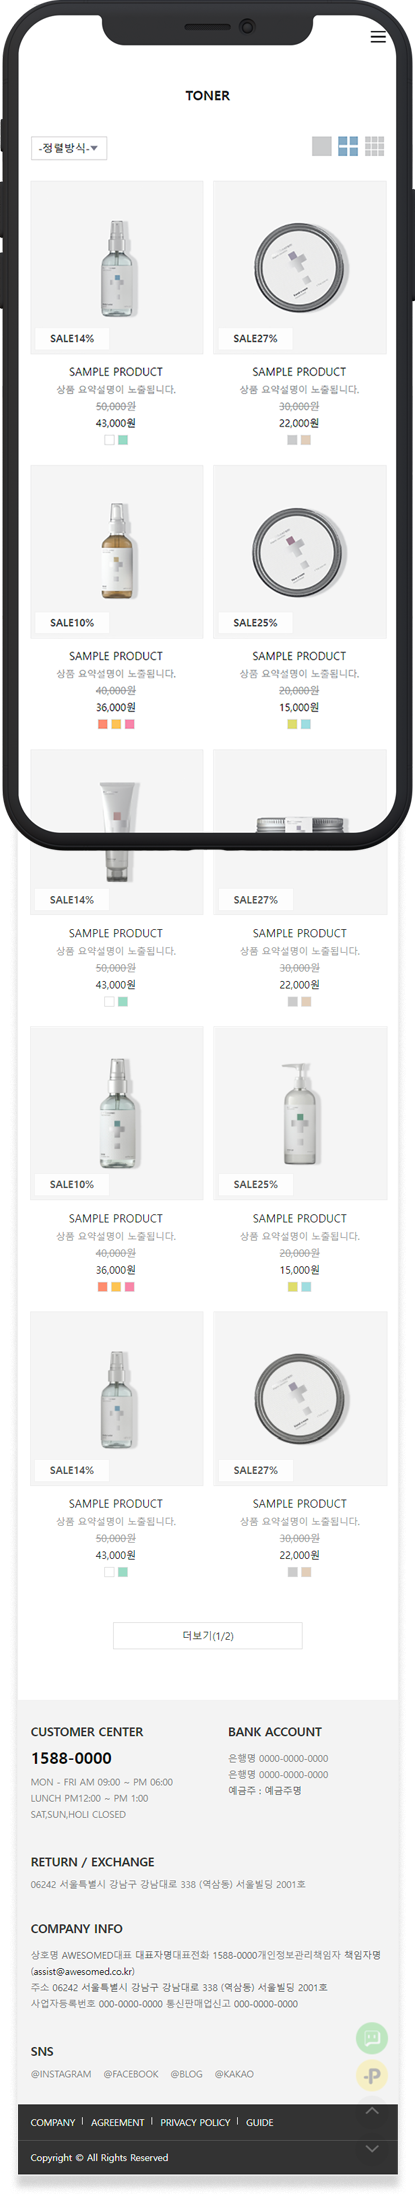 TONER
-정렬방식-
SALE14%
SALE27%
SAMPLE PRODUCT
SAMPLE PRODUCT
상품 요약설명이 노출됩니다.
상품 요약설명이 노출됩니다.
50,000원
30,000원
43,000원
22,000원
SALE10%
SALE25%
SAMPLE PRODUCT
SAMPLE PRODUCT
상품 요약설명이 노출됩니다.
상품 요약설명이 노출됩니다.
40,000원
20,000원
36,000원
15,000원
SALE14%
SALE27%
SAMPLE PRODUCT
SAMPLE PRODUCT
상품 요약설명이 노출됩니다.
상품 요약설명이 노출됩니다.
50,000원
30,000원
43,000원
22,000원
SALE10%
SALE25%
SAMPLE PRODUCT
SAMPLE PRODUCT
상품 요약설명이 노출됩니다.
상품 요약설명이 노출됩니다.
40,000원
20,000원
36,000원
15,000원
SALE14%
SALE27%
SAMPLE PRODUCT
SAMPLE PRODUCT
상품 요약설명이 노출됩니다.
상품 요약설명이 노출됩니다.
50,000원
30,000원
43,000원
22,000원
더보기(1/2)
CUSTOMER CENTER
1588-0000
MON - FRI AM 09:00 ~ PM 06:00
LUNCH PM12:00 ~ PM 1:00
SAT,SUN,HOLI CLOSED
BANK ACCOUNT
은행명 0000-0000-0000
은행명 0000-0000-0000
예금주 : 예금주명
RETURN / EXCHANGE
06242 서울특별시 강남구 강남대로 338 (역삼동) 서울빌딩 2001호
COMPANY INFO
상호명 AWESOMED대표 대표자명대표전화 1588-0000개인정보관리책임자 책임자명
(assist@awesomed.co.kr)
주소 06242 서울특별시 강남구 강남대로 338 (역삼동) 서울빌딩 2001호
사업자등록번호 000-0000-0000 통신판매업신고 000-0000-0000
SNS
@INSTAGRAM @FACEBOOK @BLOG @KAKAO
-P
COMPANY | AGREEMENT | PRIVACY POLICY | GUIDE
Copyright © All Rights Reserved